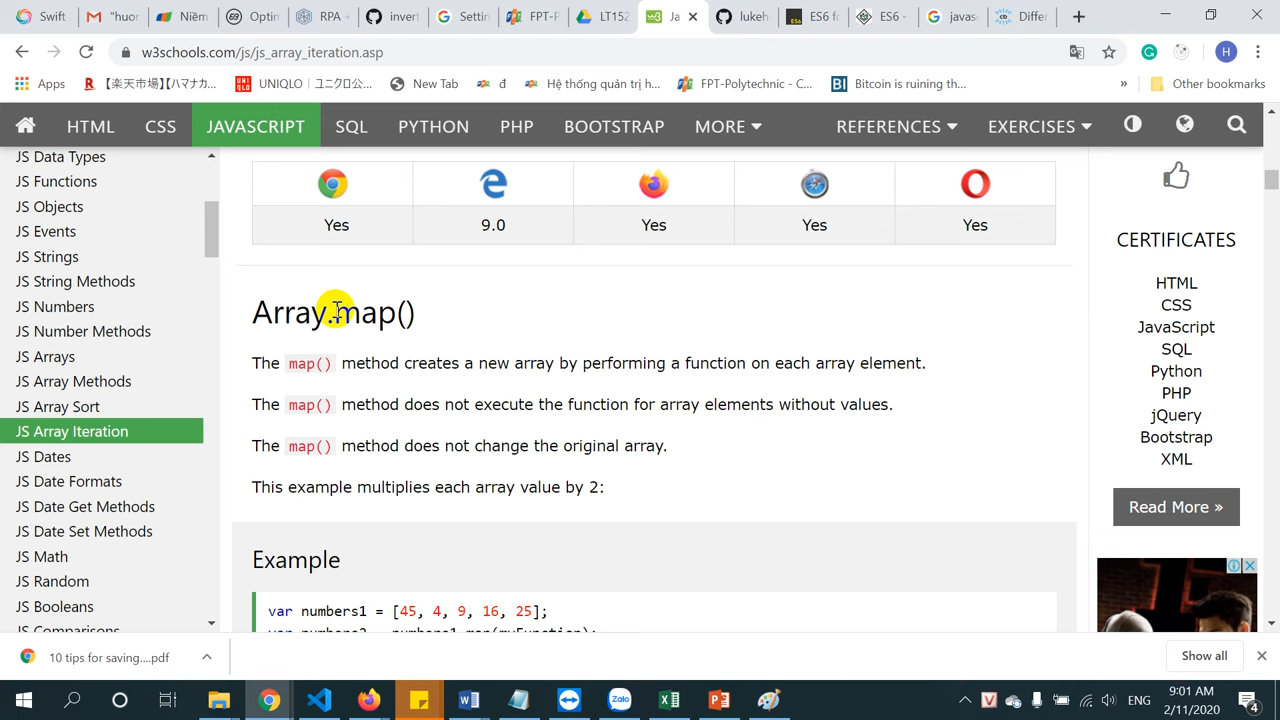 Swift
"huor
Niềm
Optin
RPA +
invert
Settin
FPT-P
LT152
Ja
lukeh
ES6 fo
ES6 -
javas
Differ
w3schools.com/js/js_array_iteration.asp
H
Apps
【楽天市場】【ハマナカ...
UNIQLO | ユニクロ公...
New Tab
đ
Hệ thống quản trị h...
FPT-Polytechnic - C...
Bitcoin is ruining th...
»
Other bookmarks
HTML
CSS
JAVASCRIPT
SQL
PYTHON
PHP
BOOTSTRAP
MORE
REFERENCES
EXERCISES
JS Data Types
JS Functions
JS Objects
JS Events
JS Strings
JS String Methods
JS Numbers
JS Number Methods
JS Arrays
JS Array Methods
JS Array Sort
JS Array Iteration
JS Dates
JS Date Formats
JS Date Get Methods
JS Date Set Methods
JS Math
JS Random
JS Booleans
JS Comparisons
Yes 9.0 Yes Yes Yes
Array.map()
The map() method creates a new array by performing a function on each array element.
The map() method does not execute the function for array elements without values.
The map() method does not change the original array.
This example multiplies each array value by 2:
Example
var numbers1 = [45, 4, 9, 16, 25];
var numbers2 = numbers1.map(myFunction);
CERTIFICATES
HTML
CSS
JavaScript
SQL
Python
PHP
jQuery
Bootstrap
XML
Read More »
10 tips for saving....pdf
Show all
ENG
9:01 AM
2/11/2020
4